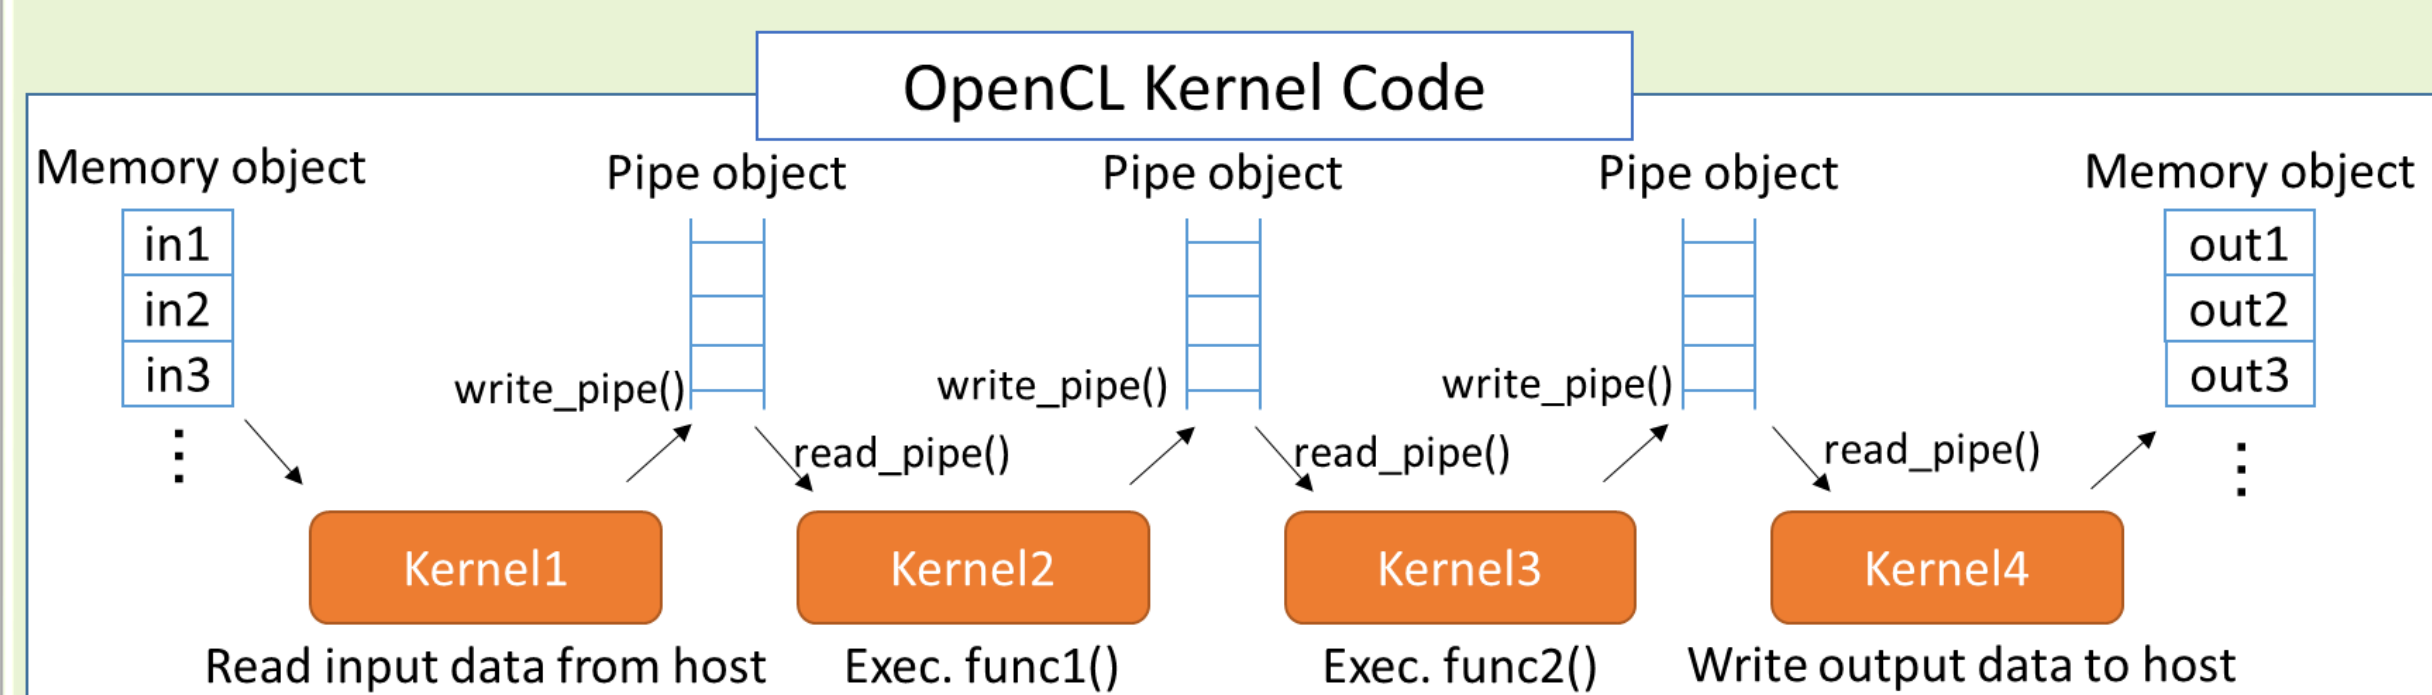 OpenCL Kernel Code
Memory object
Pipe object
Pipe object
Pipe object
Memory object
in1
in2
in3
out1
out2
out3
write_pipe()
read_pipe()
write_pipe()
read_pipe()
write_pipe()
read_pipe()
Kernel1
Kernel2
Kernel3
Kernel4
Read input data from host
Exec. func1()
Exec. func2()
Write output data to host